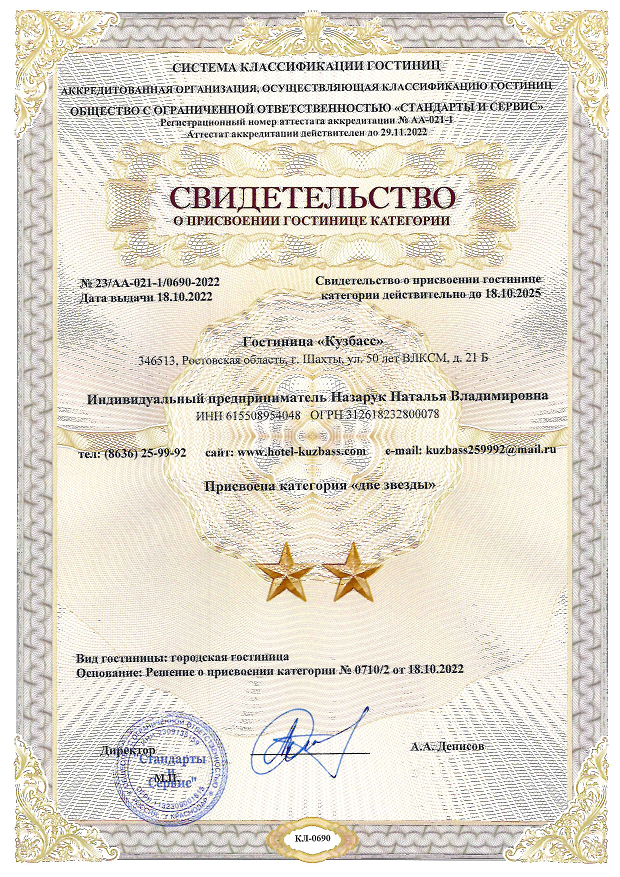 СИСТЕМА КЛАССИФИКАЦИИ ГОСТИНИЦ
АККРЕДИТОВАННАЯ ОРГАНИЗАЦИЯ, ОСУЩЕСТВЛЯЮЩАЯ КЛАССИФИКАЦИЮ ГОСТИНИЦ
ОБЩЕСТВО С ОГРАНИЧЕННОЙ ОТВЕТСТВЕННОСТЬЮ «СТАНДАРТЫ И СЕРВИС»
Регистрационный номер аттестата аккредитации № АА-021-1
Аттестат аккредитации действителен до 29.11.2022
СВИДЕТЕЛЬСТВО
О ПРИСВОЕНИИ ГОСТИНИЦЕ КАТЕГОРИИ
№ 23/АА-021-1/0690-2022 Свидетельство о присвоении гостинице
Дата выдачи 18.10.2022 категории действительно до 18.10.2025
Гостиница «Кузбасс»
346513, Ростовская область, г. Шахты, ул. 50 лет ВЛКСМ, д. 21 Б
Индивидуальный предприниматель Назарук Наталья Владимировна
ИНН 615508954048 ОГРН 312618232800078
тел: (8636) 25-99-92 сайт: www.hotel-kuzbass.com e-mail: kuzbass259992@mail.ru
Присвоена категория «две звезды»
Вид гостиницы: городская гостиница
Основание: Решение о присвоении категории № 0710/2 от 18.10.2022
Директор А.А. Денисов
Стандарты
и
Сервис"
М.П.
КЛ-0690